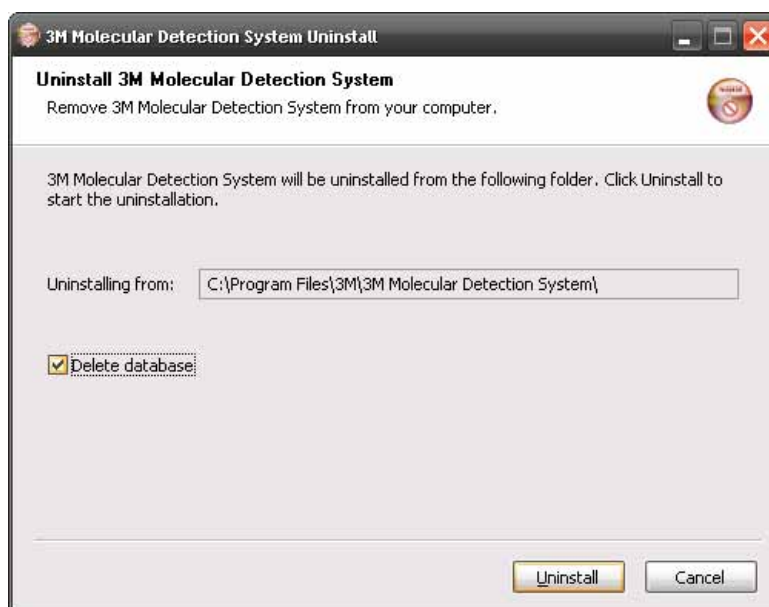 3M Molecular Detection System Uninstall
Uninstall 3M Molecular Detection System
Remove 3M Molecular Detection System from your computer.
3M Molecular Detection System will be uninstalled from the following folder. Click Uninstall to
start the uninstallation.
Uninstalling from: C:\Program Files\3M\3M Molecular Detection System\
Delete database
Uninstall Cancel